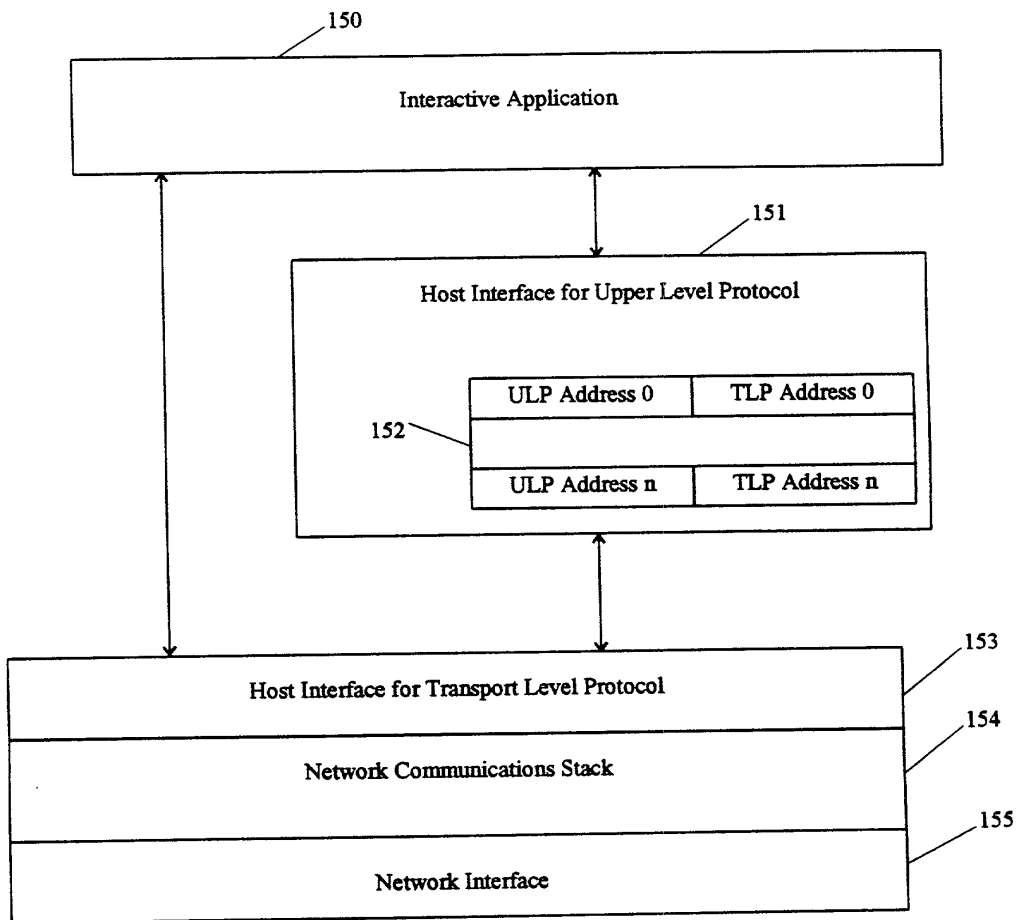 150
Interactive Application
151
Host Interface for Upper Level Protocol
ULP Address 0 TLP Address 0
152
ULP Address n TLP Address n
153
Host Interface for Transport Level Protocol
154
Network Communications Stack
155
Network Interface